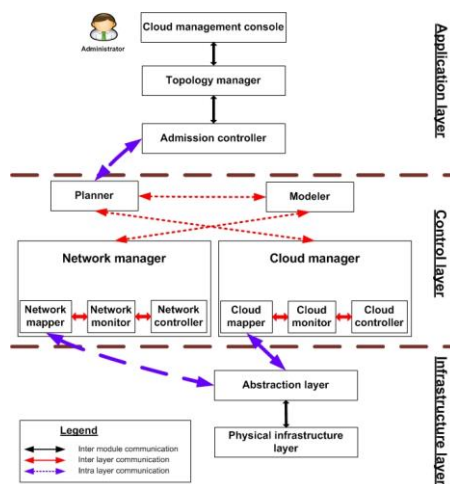 Cloud management console
Administrator
Topology manager
Admission controller
Application layer
Planner
Modeler
Network manager
Cloud manager
Network mapper
Network monitor
Network controller
Cloud mapper
Cloud monitor
Cloud controller
Control layer
Abstraction layer
Physical infrastructure layer
Infrastructure layer
Legend
Inter module communication
Inter layer communication
Intra layer communication